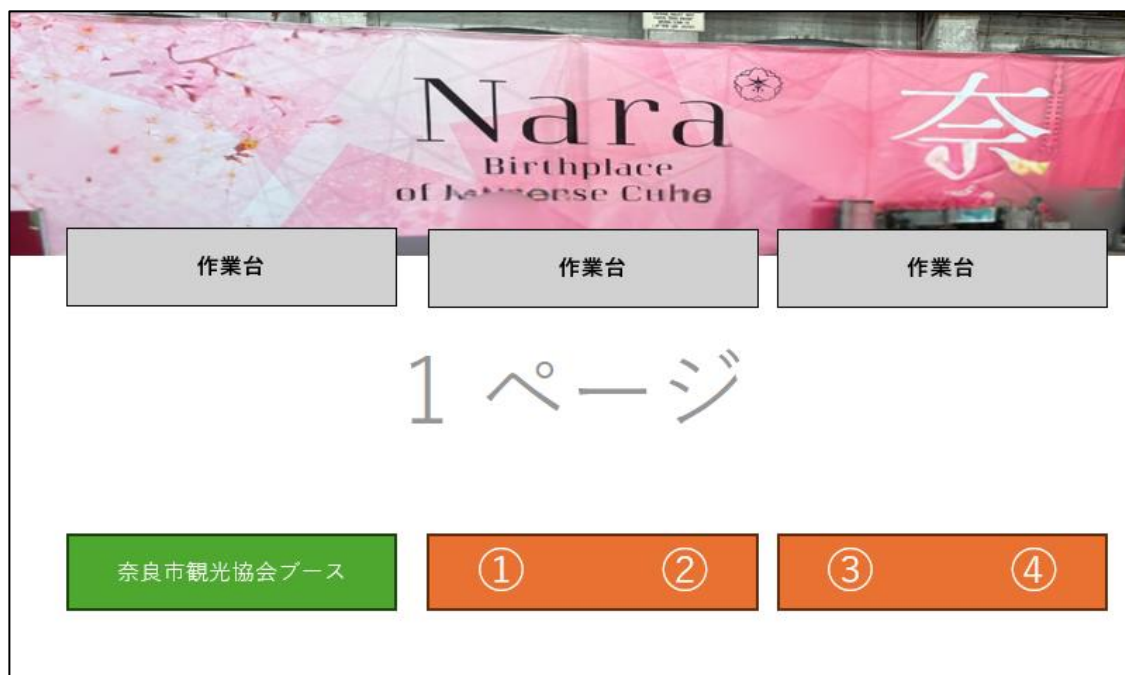 Nara
奈
Birthplace
of
作業台 作業台 作業台
1 ページ
奈良市観光協会ブース ① ② ③ ④